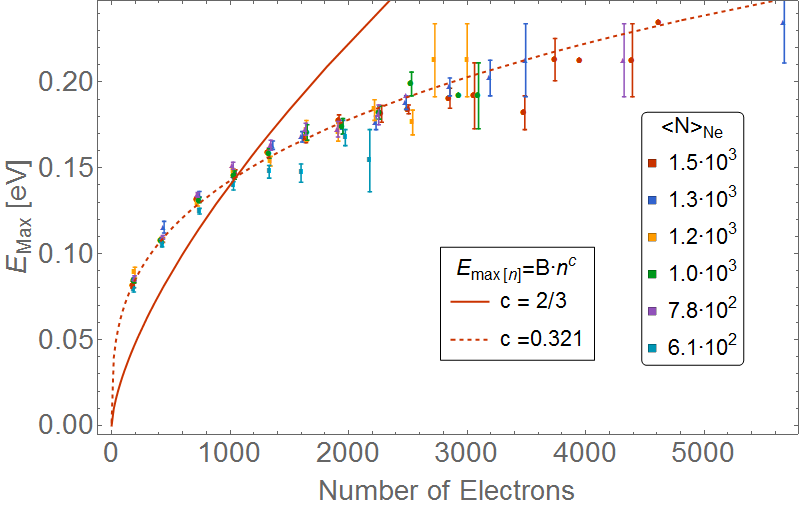 0.20
0.15
0.10
0.05
0.00
E_Max [eV]
<N>_Ne
1.5·10^3
1.3·10^3
1.2·10^3
1.0·10^3
7.8·10^2
6.1·10^2
E_max[n]=B·n^c
c = 2/3
c =0.321
0 1000 2000 3000 4000 5000
Number of Electrons